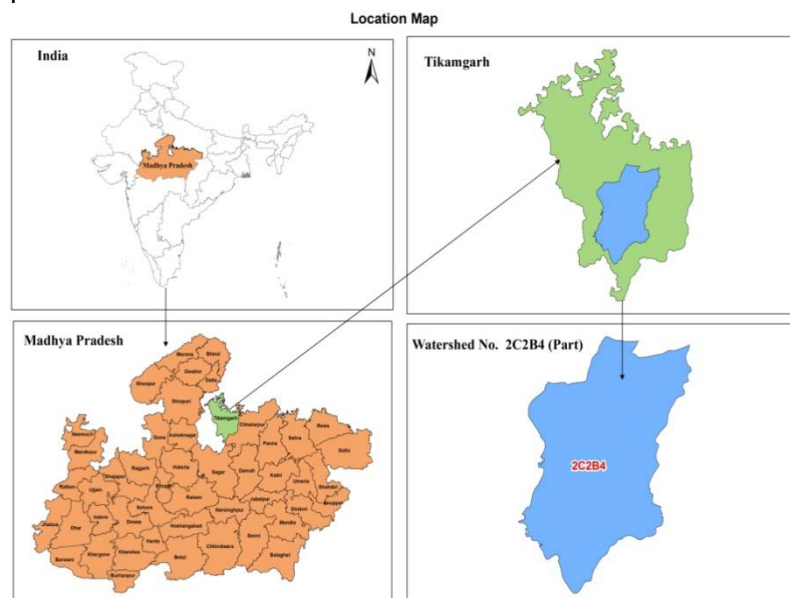 Location Map
India
N
Madhya Pradesh
Tikamgarh
Madhya Pradesh
Morena
Bhind
Gwalior
Datia
Sheopur
Shivpuri
Tikamgarh
Chhatarpur
Rewa
Satna
Panna
Sidhi
Guna
Ashoknagar
Neemuch
Mandsaur
Rajgarh
Vidisha
Sagar
Damoh
Katni
Umaria
Shahdol
Anuppur
Ratlam
Ujjain
Shajapur
Bhopal
Raisen
Jabalpur
Narsinghpur
Dindori
Mandla
Sehore
Dewas
Indore
Dhar
Jhabua
Hoshangabad
Harda
Seoni
Chhindwara
Balaghat
Betul
Khandwa
Khargone
Barwani
Burhanpur
Watershed No. 2C2B4 (Part)
2C2B4